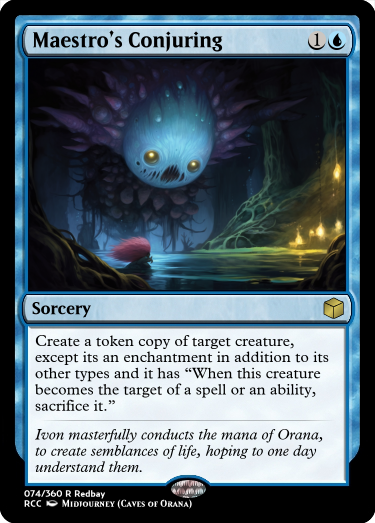 Maestro's Conjuring 1
Sorcery
Create a token copy of target creature,
except its an enchantment in addition to its
other types and it has “When this creature
becomes the target of a spell or an ability,
sacrifice it.”
Ivon masterfully conducts the mana of Orana,
to create semblances of life, hoping to one day
understand them.
074/360 R Redbay
RCC Midjourney (Caves of Orana)